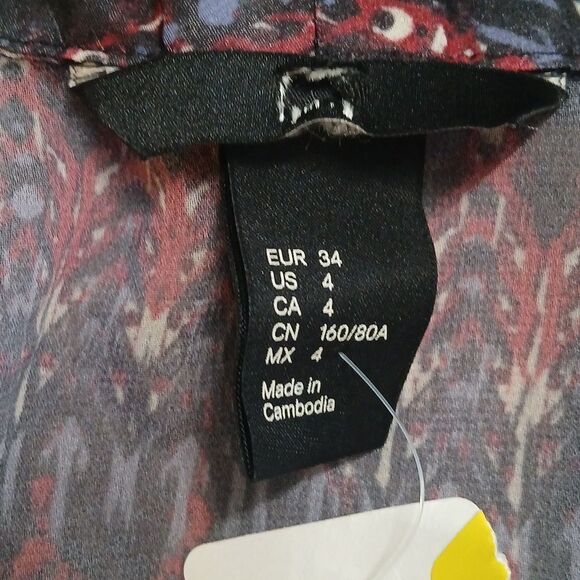 EUR 34
US 4
CA 4
CN 160/80A
MX 4
Made in
Cambodia